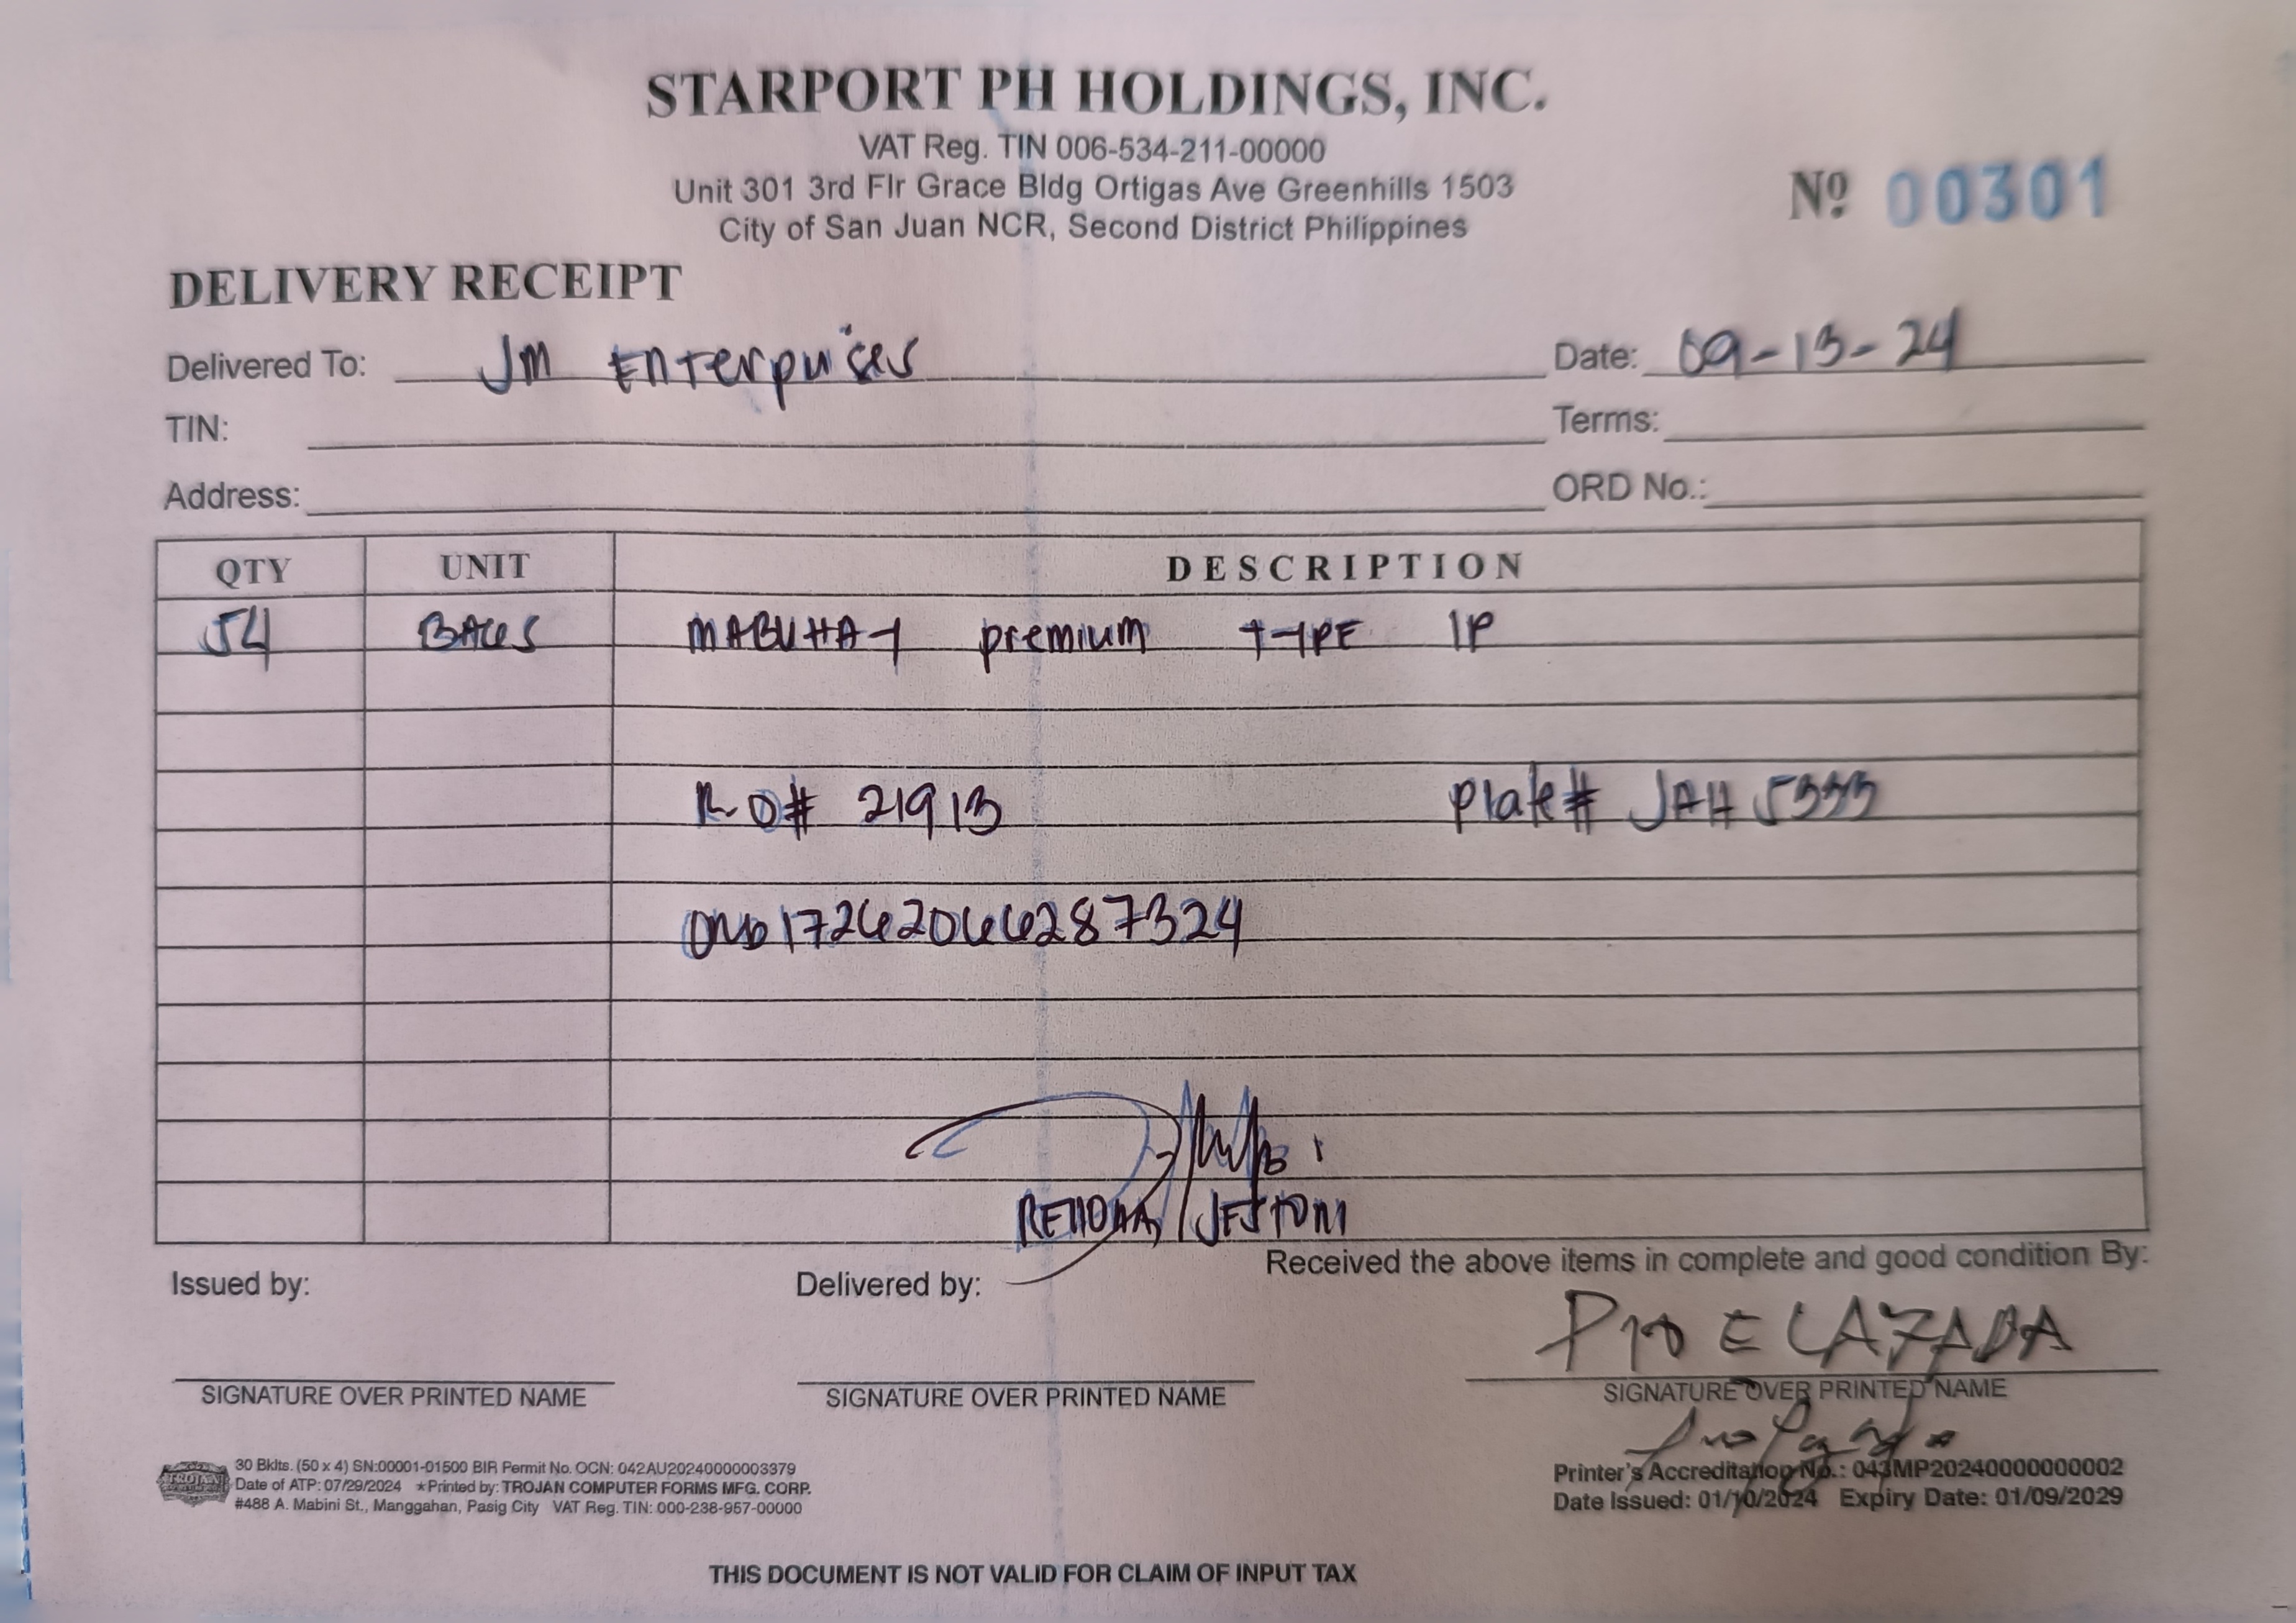 STARPORT PH HOLDINGS, INC.
VAT Reg. TIN 006-534-211-00000
Unit 301 3rd Flr Grace Bldg Ortigas Ave Greenhills 1503
City of San Juan NCR, Second District Philippines
Nº 00301
DELIVERY RECEIPT
Delivered To: JM Enterprises Date: 09-13-24
TIN: Terms:
Address: ORD No.:
QTY UNIT DESCRIPTION
54 BAGS MABUHAY premium TYPE 1P
R.O# 21913 Plate# JAH 5333
1726206628 7324
JESTONI
Received the above items in complete and good condition By:
Issued by: Delivered by:
CAZADA
SIGNATURE OVER PRINTED NAME SIGNATURE OVER PRINTED NAME SIGNATURE OVER PRINTED NAME
TROJAN
30 Bklts. (50 x 4) SN:00001-01500 BIR Permit No. OCN: 042AU20240000003379
Date of ATP: 07/29/2024 ★Printed by: TROJAN COMPUTER FORMS MFG. CORP.
#488 A. Mabini St., Manggahan, Pasig City VAT Reg. TIN: 000-238-957-00000
Printer's Accreditation No.: 043MP20240000000002
Date Issued: 01/10/2024 Expiry Date: 01/09/2029
THIS DOCUMENT IS NOT VALID FOR CLAIM OF INPUT TAX